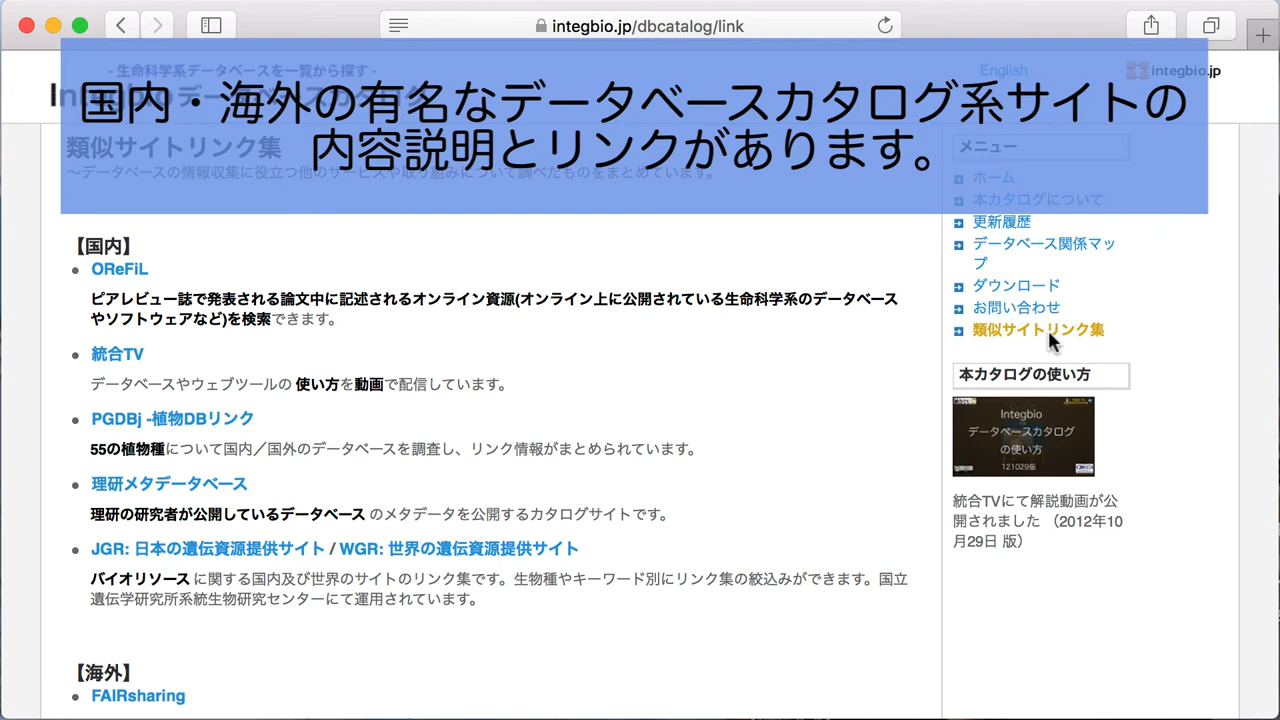 integbio.jp/dbcatalog/link
- 生命科学系データベースを一覧から探す -
English
integbio.jp
国内・海外の有名なデータベースカタログ系サイトの
内容説明とリンクがあります。
類似サイトリンク集
〜データベースの情報収集に役立つ他のサービスや取り組みについて調べたものをまとめています。
【国内】
OReFiL
ピアレビュー誌で発表される論文中に記述されるオンライン資源(オンライン上に公開されている生命科学系のデータベース
やソフトウェアなど)を検索できます。
統合TV
データベースやウェブツールの 使い方を動画で配信しています。
PGDBj -植物DBリンク
55の植物種について国内／国外のデータベースを調査し、リンク情報がまとめられています。
理研メタデータベース
理研の研究者が公開しているデータベース のメタデータを公開するカタログサイトです。
JGR: 日本の遺伝資源提供サイト / WGR: 世界の遺伝資源提供サイト
バイオリソース に関する国内及び世界のサイトのリンク集です。生物種やキーワード別にリンク集の絞込みができます。国立
遺伝学研究所系統生物研究センターにて運用されています。
【海外】
FAIRsharing
メニュー
ホーム
本カタログについて
更新履歴
データベース関係マッ
プ
ダウンロード
お問い合わせ
類似サイトリンク集
本カタログの使い方
Integbio
データベースカタログ
の使い方
121029版
統合TVにて解説動画が公
開されました （2012年10
月29日 版）